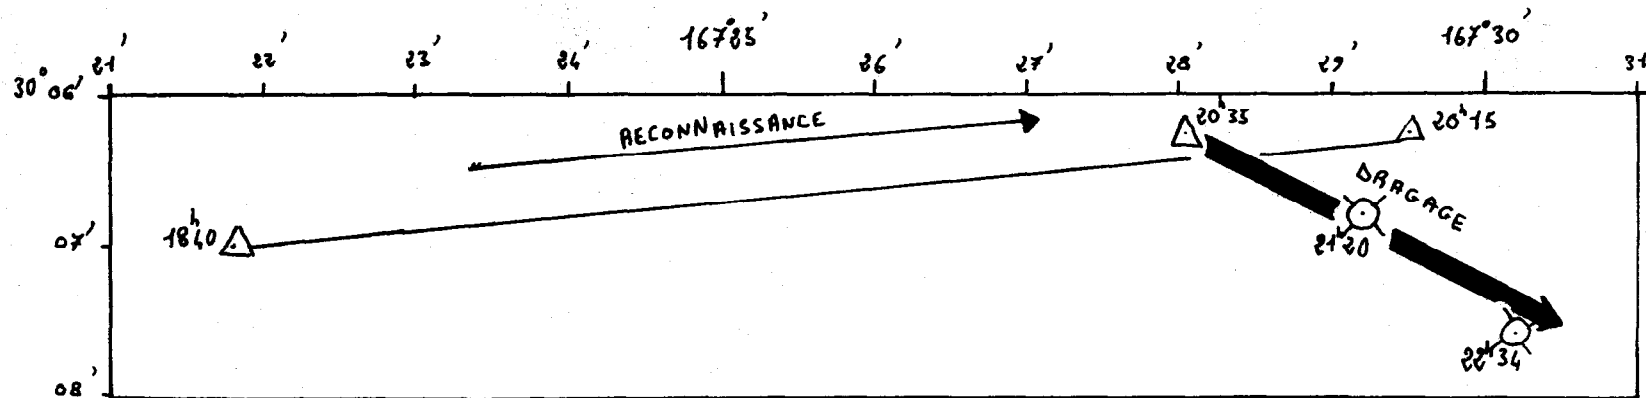 167°25' 167°30'
21' 22' 23' 24' 26' 27' 28' 29' 31
30° 06'
RECONNAISSANCE
20h35
20h15
DRAGAGE
18h40
07'
21h20
22h34
08'